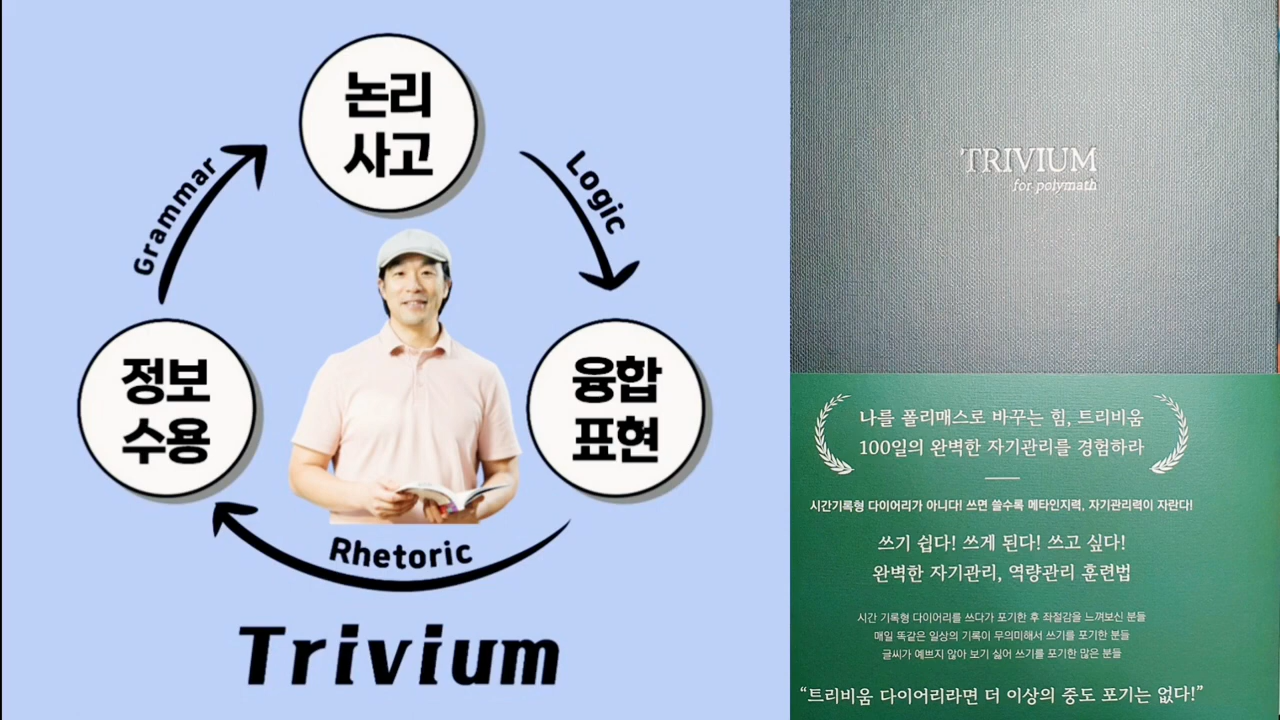 논리
사고
Grammar
Logic
정보
수용
융합
표현
Rhetoric
Trivium
TRIVIUM
for polymath
나를 폴리매스로 바꾸는 힘, 트리비움
100일의 완벽한 자기관리를 경험하라
시간기록형 다이어리가 아니다! 쓰면 쓸수록 메타인지력, 자기관리력이 자란다!
쓰기 쉽다! 쓰게 된다! 쓰고 싶다!
완벽한 자기관리, 역량관리 훈련법
시간 기록형 다이어리를 쓰다가 포기한 후 좌절감을 느껴보신 분들
매일 똑같은 일상의 기록이 무의미해서 쓰기를 포기한 분들
글씨가 예쁘지 않아 보기 싫어 쓰기를 포기한 많은 분들
“트리비움 다이어리라면 더 이상의 중도 포기는 없다!”